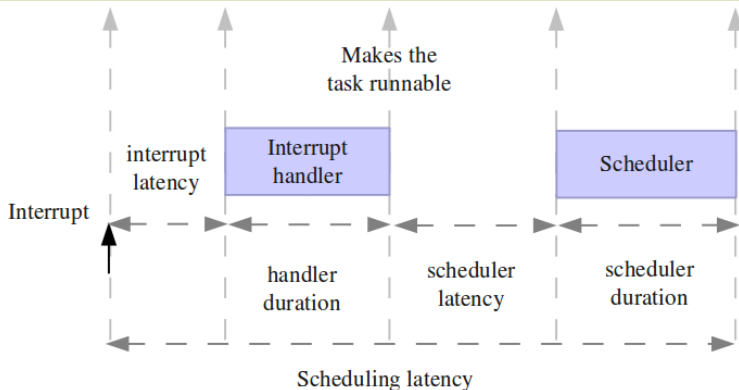 Makes the
task runnable
interrupt
latency
Interrupt
handler
Scheduler
Interrupt
handler
duration
scheduler
latency
scheduler
duration
Scheduling latency